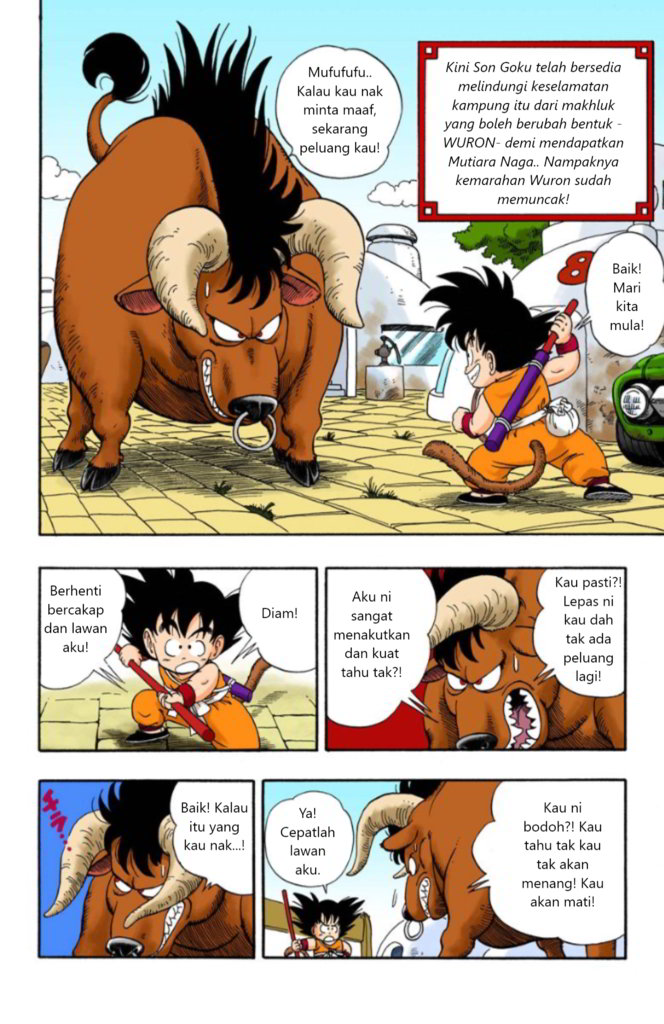 Kini Son Goku telah bersedia
melindungi keselamatan
kampung itu dari makhluk
yang boleh berubah bentuk -
WURON- demi mendapatkan
Mutiara Naga.. Nampaknya
kemarahan Wuron sudah
memuncak!
Mufufufu..
Kalau kau nak
minta maaf,
sekarang
peluang kau!
Baik!
Mari
kita
mula!
8
Kau pasti?!
Lepas ni
kau dah
tak ada
peluang
lagi!
Aku ni
sangat
menakutkan
dan kuat
tahu tak?!
Diam!
Berhenti
bercakap
dan lawan
aku!
Kau ni
bodoh?! Kau
tahu tak kau
tak akan
menang! Kau
akan mati!
Ya!
Cepatlah
lawan
aku.
Baik! Kalau
itu yang
kau nak...!